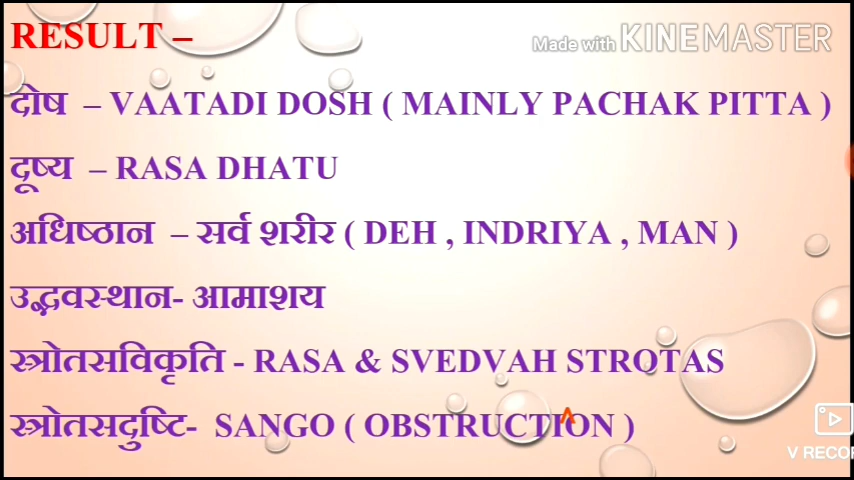 RESULT –
Made with KINEMASTER
दोष – VAATADI DOSH ( MAINLY PACHAK PITTA )
दूष्य – RASA DHATU
अधिष्ठान – सर्व शरीर ( DEH , INDRIYA , MAN )
उद्भवस्थान- आमाशय
स्त्रोतसविकृति - RASA & SVEDVAH STROTAS
स्त्रोतसदुष्टि- SANGO ( OBSTRUCTION )
V RECOR